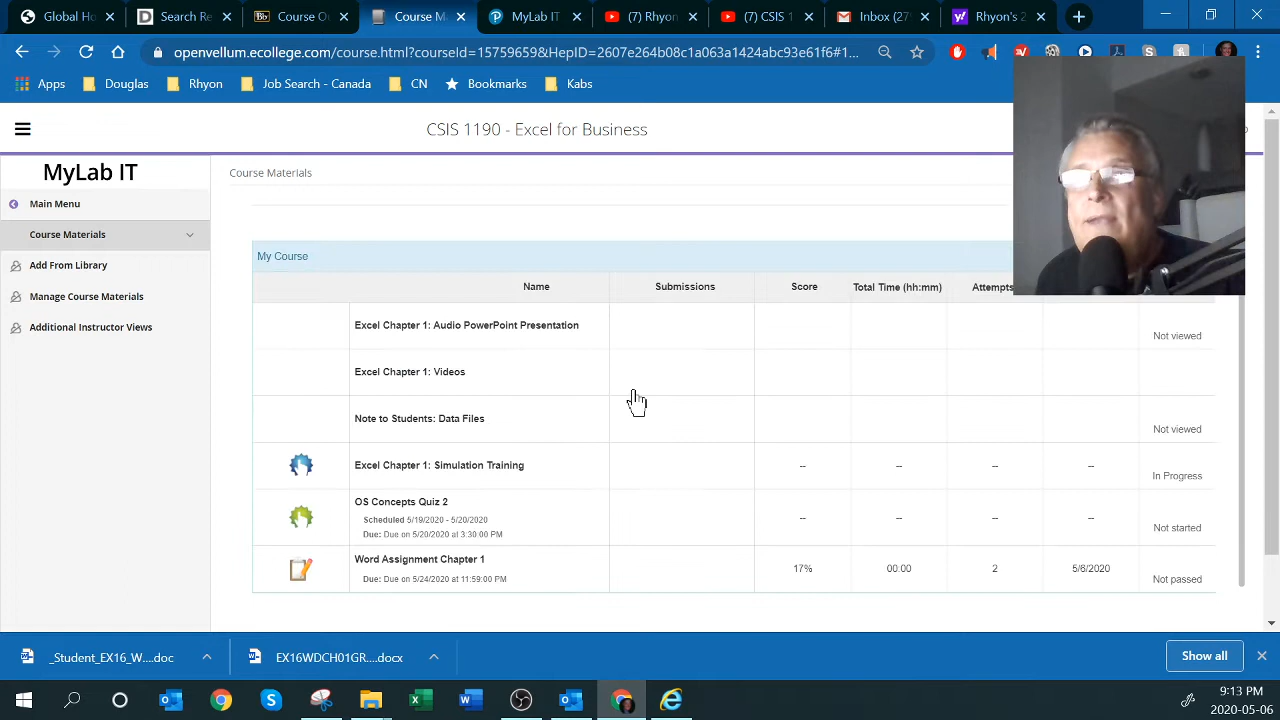 Global Ho
Search Re
Course Ou
Course M
MyLab IT
(7) Rhyon
(7) CSIS 1
Inbox (27
Rhyon's 2
openvellum.ecollege.com/course.html?courseId=15759659&HepID=2607e264b08c1a063a1424abc93e61f6#1...
Apps
Douglas
Rhyon
Job Search - Canada
CN
Bookmarks
Kabs
CSIS 1190 - Excel for Business
MyLab IT
Main Menu
Course Materials
Add From Library
Manage Course Materials
Additional Instructor Views
Course Materials
My Course
Name
Submissions
Score
Total Time (hh:mm)
Attempts
Excel Chapter 1: Audio PowerPoint Presentation
Not viewed
Excel Chapter 1: Videos
Note to Students: Data Files
Not viewed
Excel Chapter 1: Simulation Training
--
--
--
--
In Progress
OS Concepts Quiz 2
Scheduled 5/19/2020 - 5/20/2020
Due: Due on 5/20/2020 at 3:30:00 PM
--
--
--
--
Not started
Word Assignment Chapter 1
Due: Due on 5/24/2020 at 11:59:00 PM
17%
00:00
2
5/6/2020
Not passed
_Student_EX16_W....doc
EX16WDCH01GR....docx
Show all
9:13 PM
2020-05-06